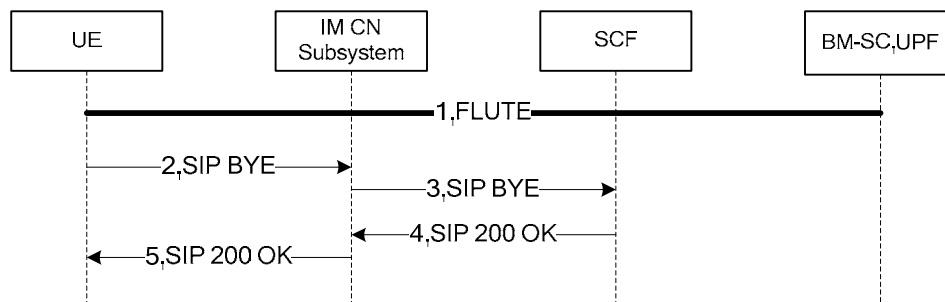 UE
IM CN
Subsystem
SCF
BM-SC,UPF
1,FLUTE
2,SIP BYE
3,SIP BYE
4,SIP 200 OK
5,SIP 200 OK